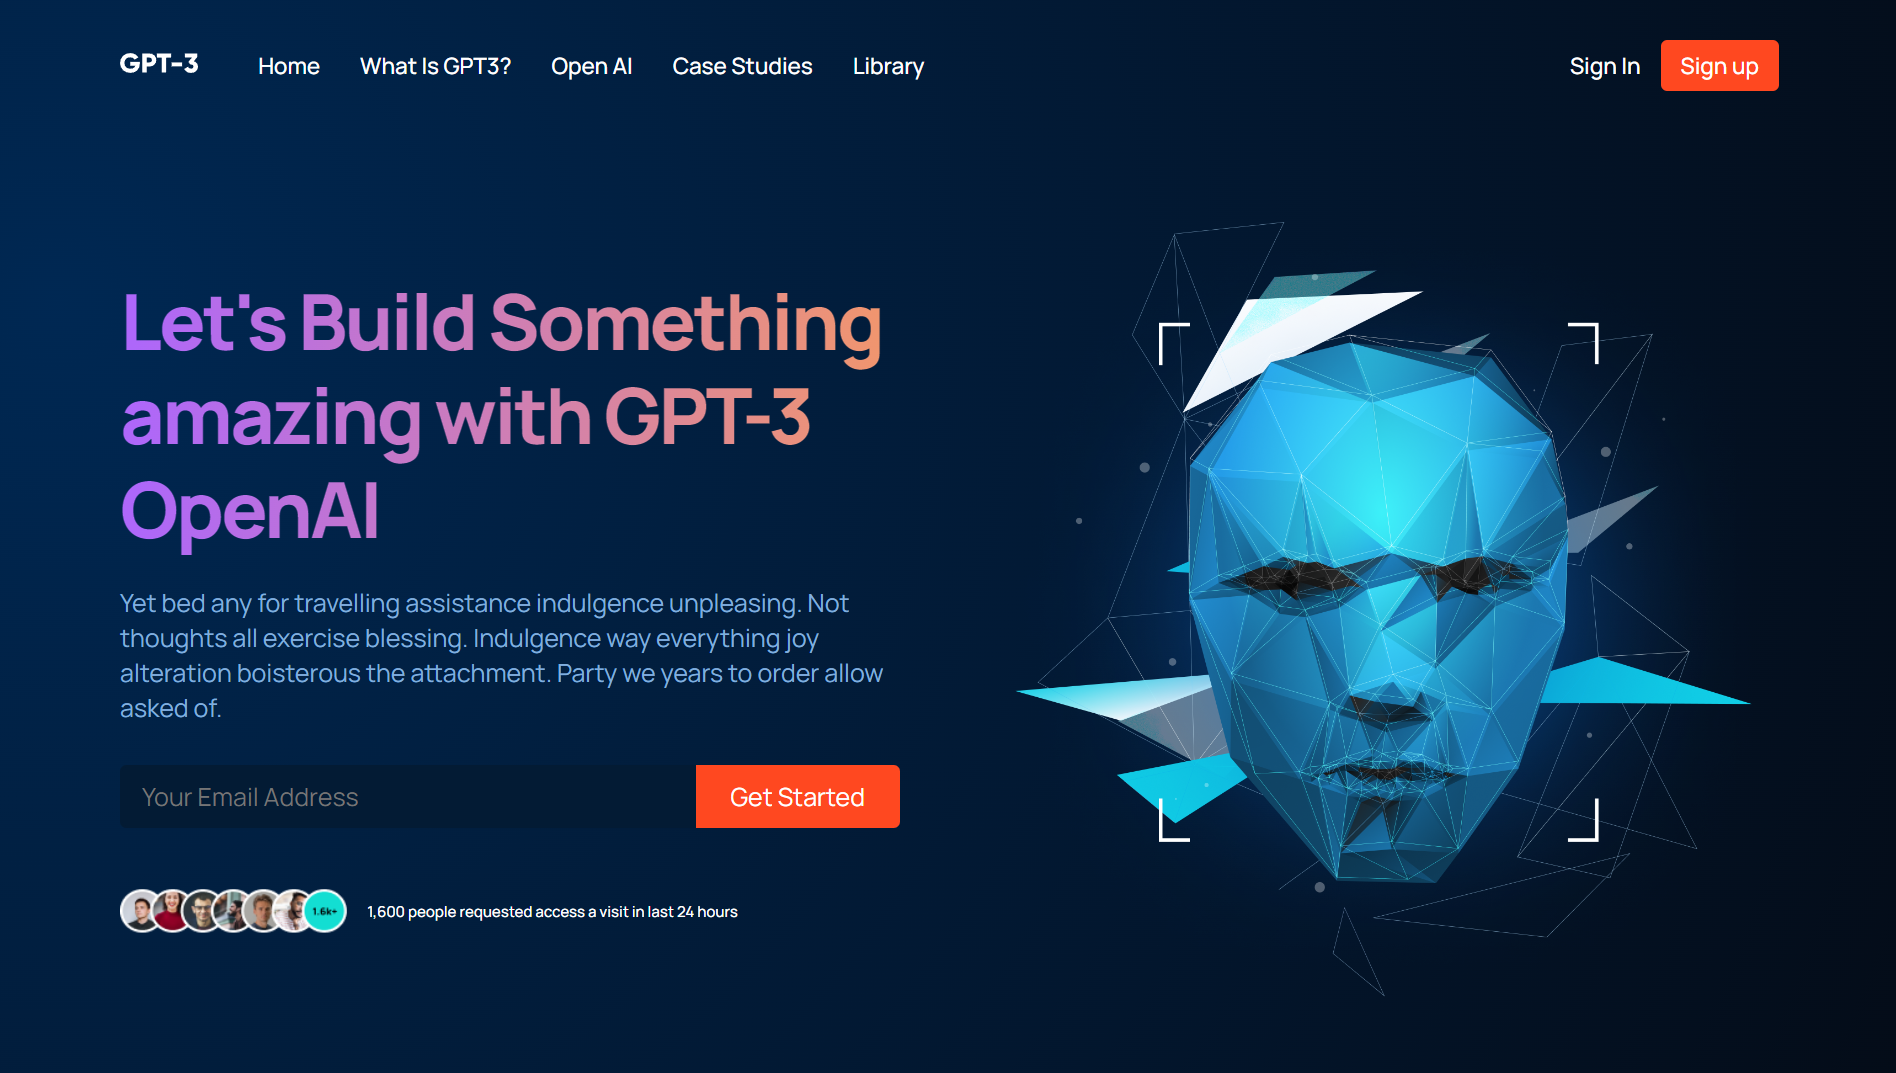 GPT-3
Home
What Is GPT3?
Open AI
Case Studies
Library
Sign In
Sign up
Let's Build Something
amazing with GPT-3
OpenAI
Yet bed any for travelling assistance indulgence unpleasing. Not
thoughts all exercise blessing. Indulgence way everything joy
alteration boisterous the attachment. Party we years to order allow
asked of.
Your Email Address
Get Started
1.6k+
1,600 people requested access a visit in last 24 hours